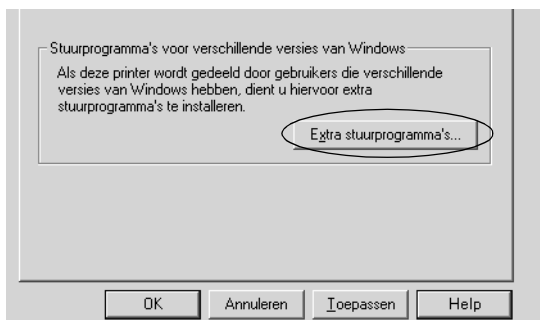 Stuurprogramma's voor verschillende versies van Windows
Als deze printer wordt gedeeld door gebruikers die verschillende
versies van Windows hebben, dient u hiervoor extra
stuurprogramma's te installeren.
Extra stuurprogramma's...
OK Annuleren Toepassen Help